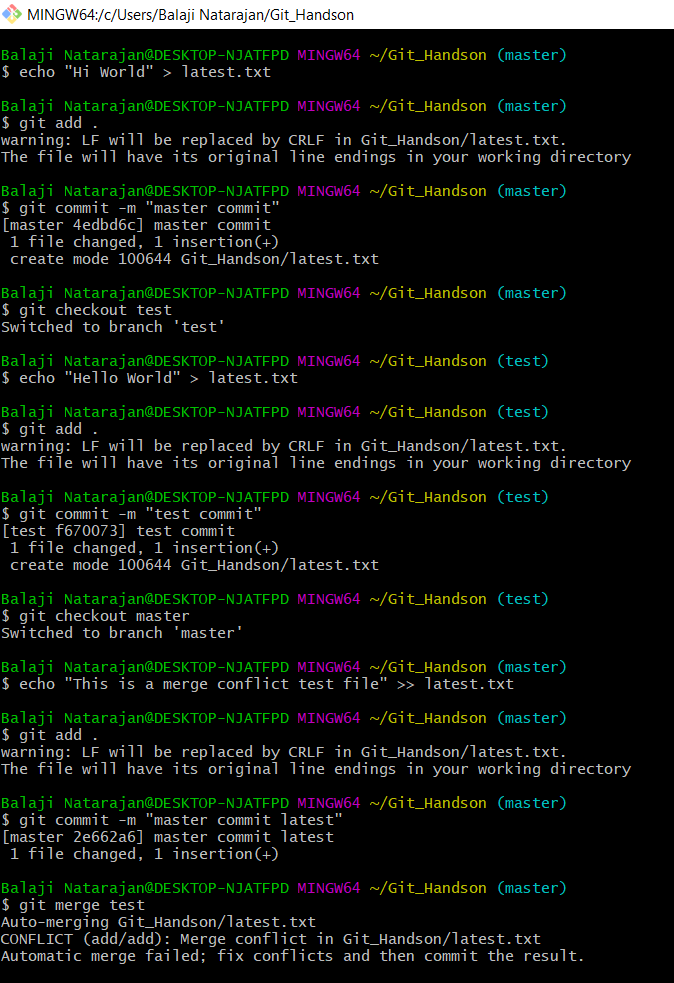 MINGW64:/c/Users/Balaji Natarajan/Git_Handson
Balaji Natarajan@DESKTOP-NJATFPD MINGW64 ~/Git_Handson (master)
$ echo "Hi World" > latest.txt
Balaji Natarajan@DESKTOP-NJATFPD MINGW64 ~/Git_Handson (master)
$ git add .
warning: LF will be replaced by CRLF in Git_Handson/latest.txt.
The file will have its original line endings in your working directory
Balaji Natarajan@DESKTOP-NJATFPD MINGW64 ~/Git_Handson (master)
$ git commit -m "master commit"
[master 4edbd6c] master commit
 1 file changed, 1 insertion(+)
 create mode 100644 Git_Handson/latest.txt
Balaji Natarajan@DESKTOP-NJATFPD MINGW64 ~/Git_Handson (master)
$ git checkout test
Switched to branch 'test'
Balaji Natarajan@DESKTOP-NJATFPD MINGW64 ~/Git_Handson (test)
$ echo "Hello World" > latest.txt
Balaji Natarajan@DESKTOP-NJATFPD MINGW64 ~/Git_Handson (test)
$ git add .
warning: LF will be replaced by CRLF in Git_Handson/latest.txt.
The file will have its original line endings in your working directory
Balaji Natarajan@DESKTOP-NJATFPD MINGW64 ~/Git_Handson (test)
$ git commit -m "test commit"
[test f670073] test commit
 1 file changed, 1 insertion(+)
 create mode 100644 Git_Handson/latest.txt
Balaji Natarajan@DESKTOP-NJATFPD MINGW64 ~/Git_Handson (test)
$ git checkout master
Switched to branch 'master'
Balaji Natarajan@DESKTOP-NJATFPD MINGW64 ~/Git_Handson (master)
$ echo "This is a merge conflict test file" >> latest.txt
Balaji Natarajan@DESKTOP-NJATFPD MINGW64 ~/Git_Handson (master)
$ git add .
warning: LF will be replaced by CRLF in Git_Handson/latest.txt.
The file will have its original line endings in your working directory
Balaji Natarajan@DESKTOP-NJATFPD MINGW64 ~/Git_Handson (master)
$ git commit -m "master commit latest"
[master 2e662a6] master commit latest
 1 file changed, 1 insertion(+)
Balaji Natarajan@DESKTOP-NJATFPD MINGW64 ~/Git_Handson (master)
$ git merge test
Auto-merging Git_Handson/latest.txt
CONFLICT (add/add): Merge conflict in Git_Handson/latest.txt
Automatic merge failed; fix conflicts and then commit the result.